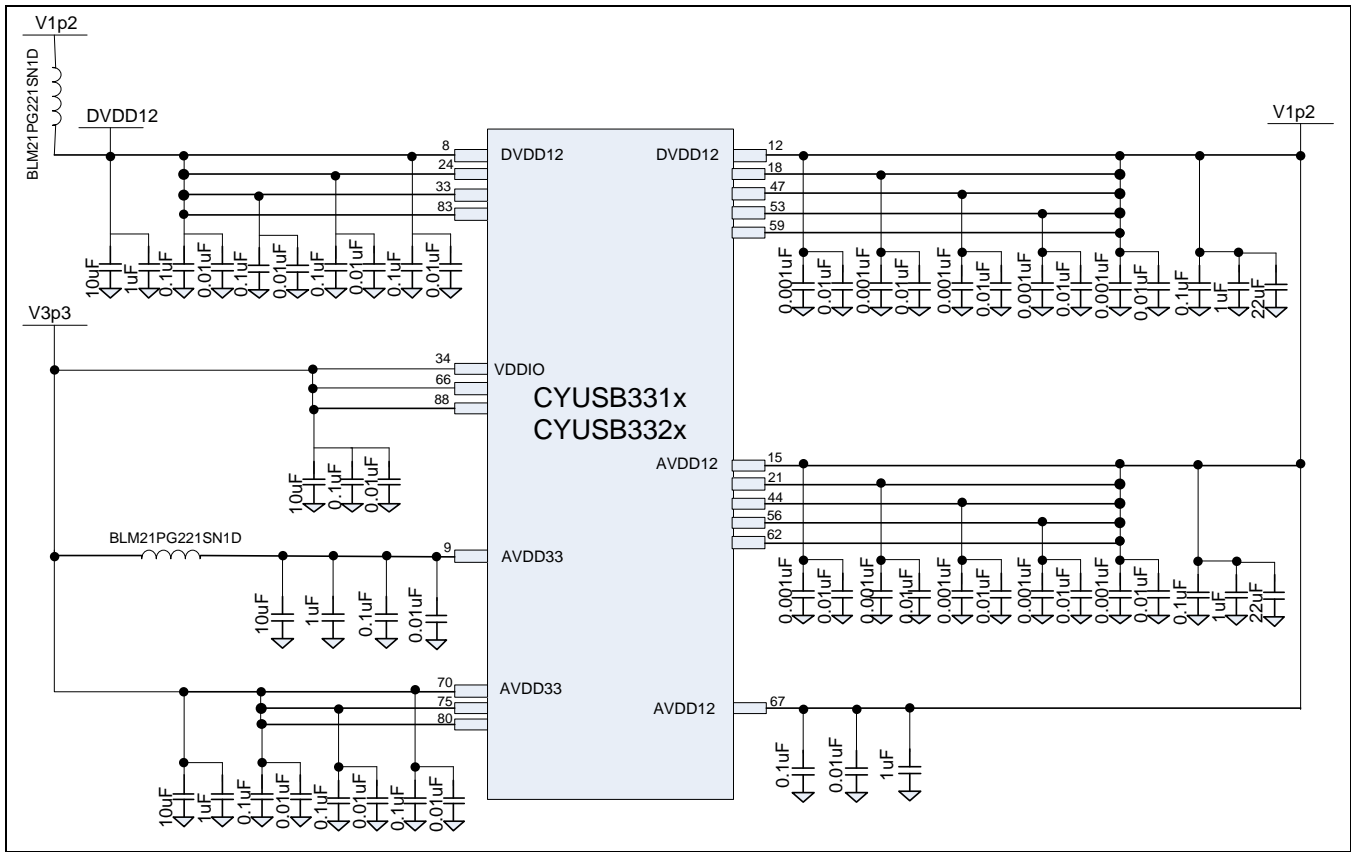 V1p2
BLM21PG221SN1D
DVDD12
8
24
33
83
DVDD12
10uF
1uF
0.1uF
0.01uF
0.1uF
0.01uF
0.1uF
0.01uF
0.1uF
0.01uF
V3p3
34
66
88
VDDIO
10uF
0.1uF
0.01uF
BLM21PG221SN1D
9
AVDD33
10uF
1uF
0.1uF
0.01uF
70
75
80
AVDD33
10uF
1uF
0.1uF
0.01uF
0.1uF
0.01uF
0.1uF
0.01uF
CYUSB331x
CYUSB332x
V1p2
DVDD12
12
18
47
53
59
0.001uF
0.01uF
0.001uF
0.01uF
0.001uF
0.01uF
0.001uF
0.01uF
0.001uF
0.01uF
0.1uF
1uF
22uF
AVDD12
15
21
44
56
62
0.001uF
0.01uF
0.001uF
0.01uF
0.001uF
0.01uF
0.001uF
0.01uF
0.001uF
0.01uF
0.1uF
1uF
22uF
AVDD12
67
0.1uF
0.01uF
1uF